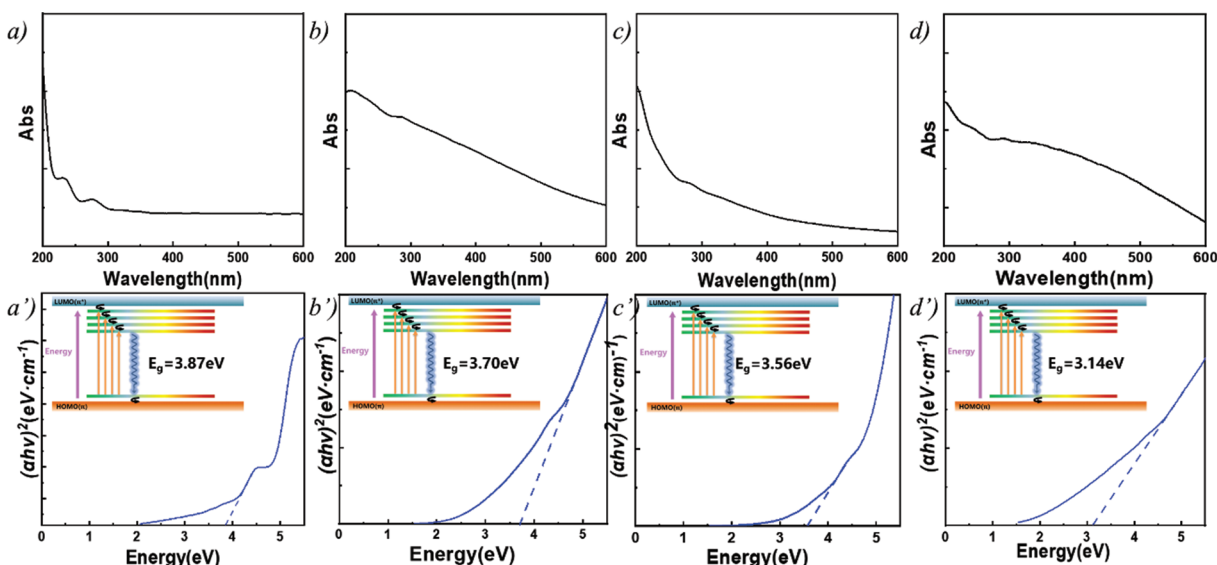 a)
Abs
200 300 400 500 600
Wavelength(nm)
b)
Abs
200 300 400 500 600
Wavelength(nm)
c)
Abs
200 300 400 500 600
Wavelength(nm)
d)
Abs
200 300 400 500 600
Wavelength(nm)
a')
LUMO(π*)
Energy
Eg=3.87eV
HOMO(π)
(αhν)²(eV·cm⁻¹)
0 1 2 3 4 5
Energy(eV)
b')
LUMO(π*)
Energy
Eg=3.70eV
HOMO(π)
(αhν)²(eV·cm⁻¹)
0 1 2 3 4 5
Energy(eV)
c')
LUMO(π*)
Energy
Eg=3.56eV
HOMO(π)
(αhν)²(eV·cm)⁻¹)
0 1 2 3 4 5
Energy(eV)
d')
LUMO(π*)
Energy
Eg=3.14eV
HOMO(π)
(αhν)²(eV·cm⁻¹)
0 1 2 3 4 5
Energy(eV)